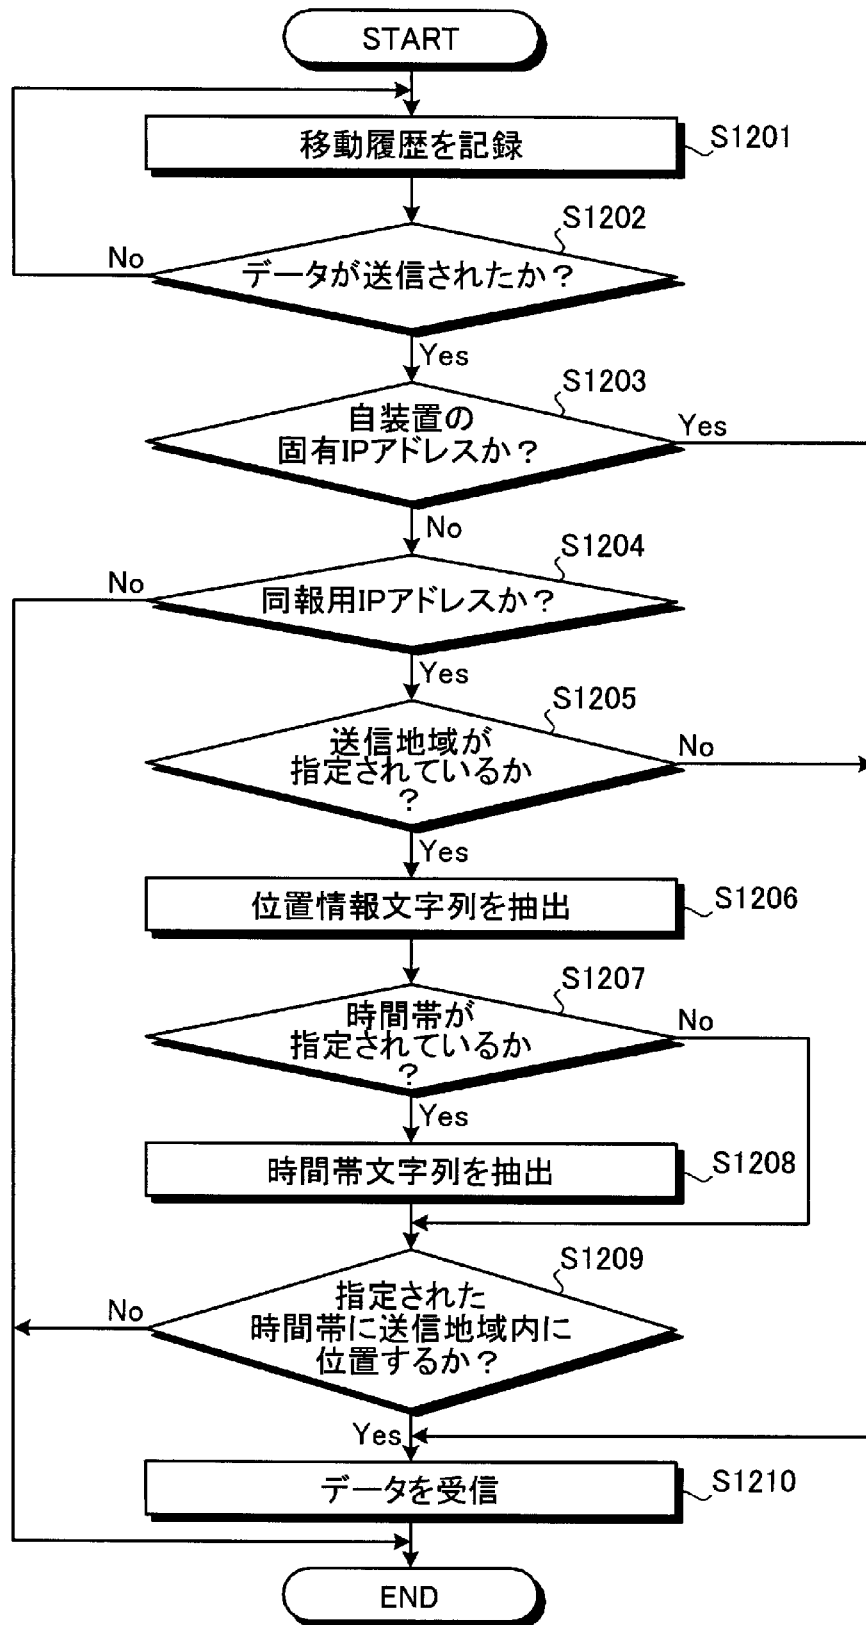 START
移動履歴を記録
S1201
S1202
No
データが送信されたか？
Yes
S1203
自装置の
固有IPアドレスか？
Yes
No
S1204
No
同報用IPアドレスか？
Yes
S1205
送信地域が
指定されているか
？
No
Yes
位置情報文字列を抽出
S1206
S1207
時間帯が
指定されているか
？
No
Yes
時間帯文字列を抽出
S1208
S1209
No
指定された
時間帯に送信地域内に
位置するか？
Yes
データを受信
S1210
END